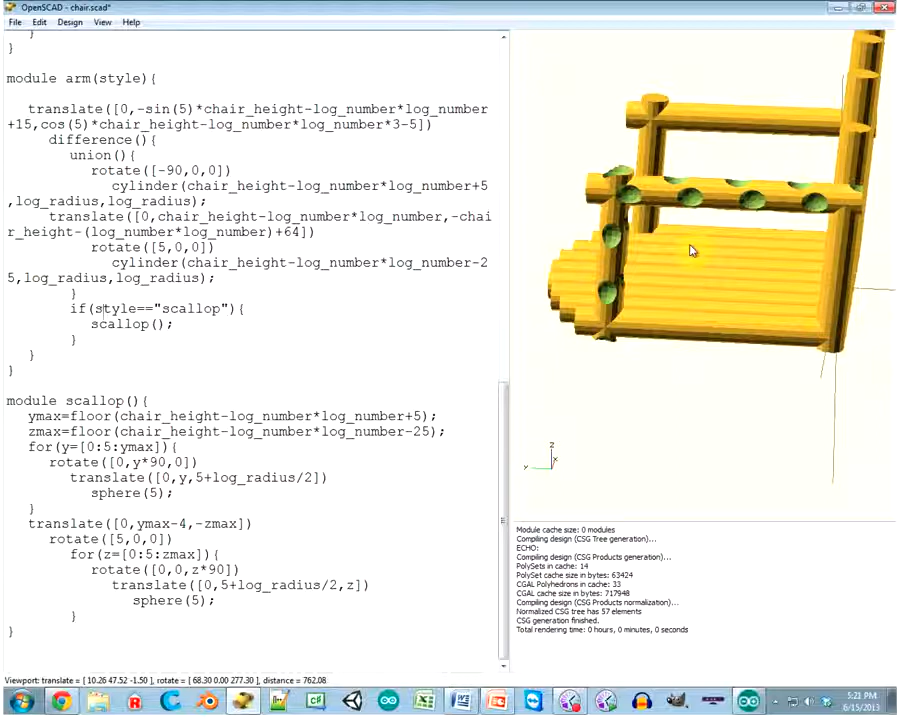 OpenSCAD - chair.scad*
File Edit Design View Help
}
}
module arm(style){
translate([0,-sin(5)*chair_height-log_number*log_number
+15,cos(5)*chair_height-log_number*log_number*3-5])
difference(){
union(){
rotate([-90,0,0])
cylinder(chair_height-log_number*log_number+5
,log_radius,log_radius);
translate([0,chair_height-log_number*log_number,-chai
r_height-(log_number*log_number)+64])
rotate([5,0,0])
cylinder(chair_height-log_number*log_number-2
5,log_radius,log_radius);
}
if(style=="scallop"){
scallop();
}
}
}
module scallop(){
ymax=floor(chair_height-log_number*log_number+5);
zmax=floor(chair_height-log_number*log_number-25);
for(y=[0:5:ymax]){
rotate([0,y*90,0])
translate([0,y,5+log_radius/2])
sphere(5);
}
translate([0,ymax-4,-zmax])
rotate([5,0,0])
for(z=[0:5:zmax]){
rotate([0,0,z*90])
translate([0,5+log_radius/2,z])
sphere(5);
}
}
z
y
x
Module cache size: 0 modules
Compiling design (CSG Tree generation)...
ECHO:
Compiling design (CSG Products generation)...
PolySets in cache: 14
PolySet cache size in bytes: 63424
CGAL Polyhedrons in cache: 33
CGAL cache size in bytes: 717948
Compiling design (CSG Products normalization)...
Normalized CSG tree has 57 elements
CSG generation finished.
Total rendering time: 0 hours, 0 minutes, 0 seconds
Viewport: translate = [ 10.26 47.52 -1.50 ], rotate = [ 68.30 0.00 277.30 ], distance = 762.08
5:21 PM
6/15/2013